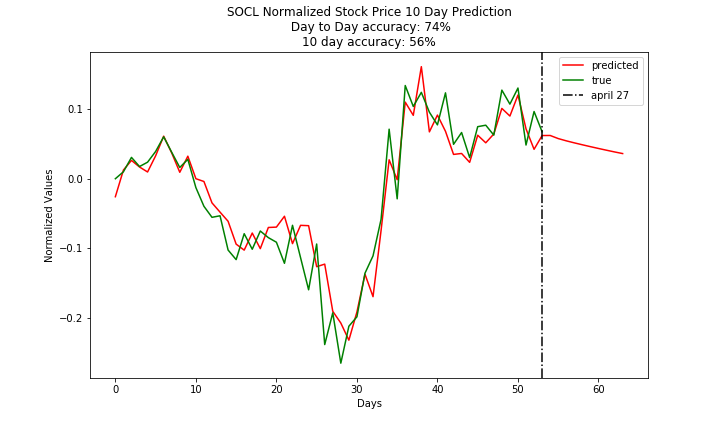 SOCL Normalized Stock Price 10 Day Prediction
Day to Day accuracy: 74%
10 day accuracy: 56%
predicted
true
april 27
0.1
0.0
−0.1
−0.2
Normalized Values
0 10 20 30 40 50 60
Days